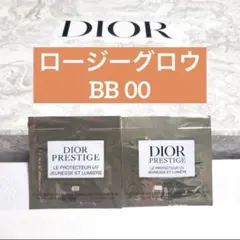 DIOR
ロージーグロウ
BB 00
DIOR
PRESTIGE
LE PROTECTEUR UV
JEUNESSE ET LUMIÈRE
DIOR
PRESTIGE
LE PROTECTEUR UV
JEUNESSE ET LUMIÈRE